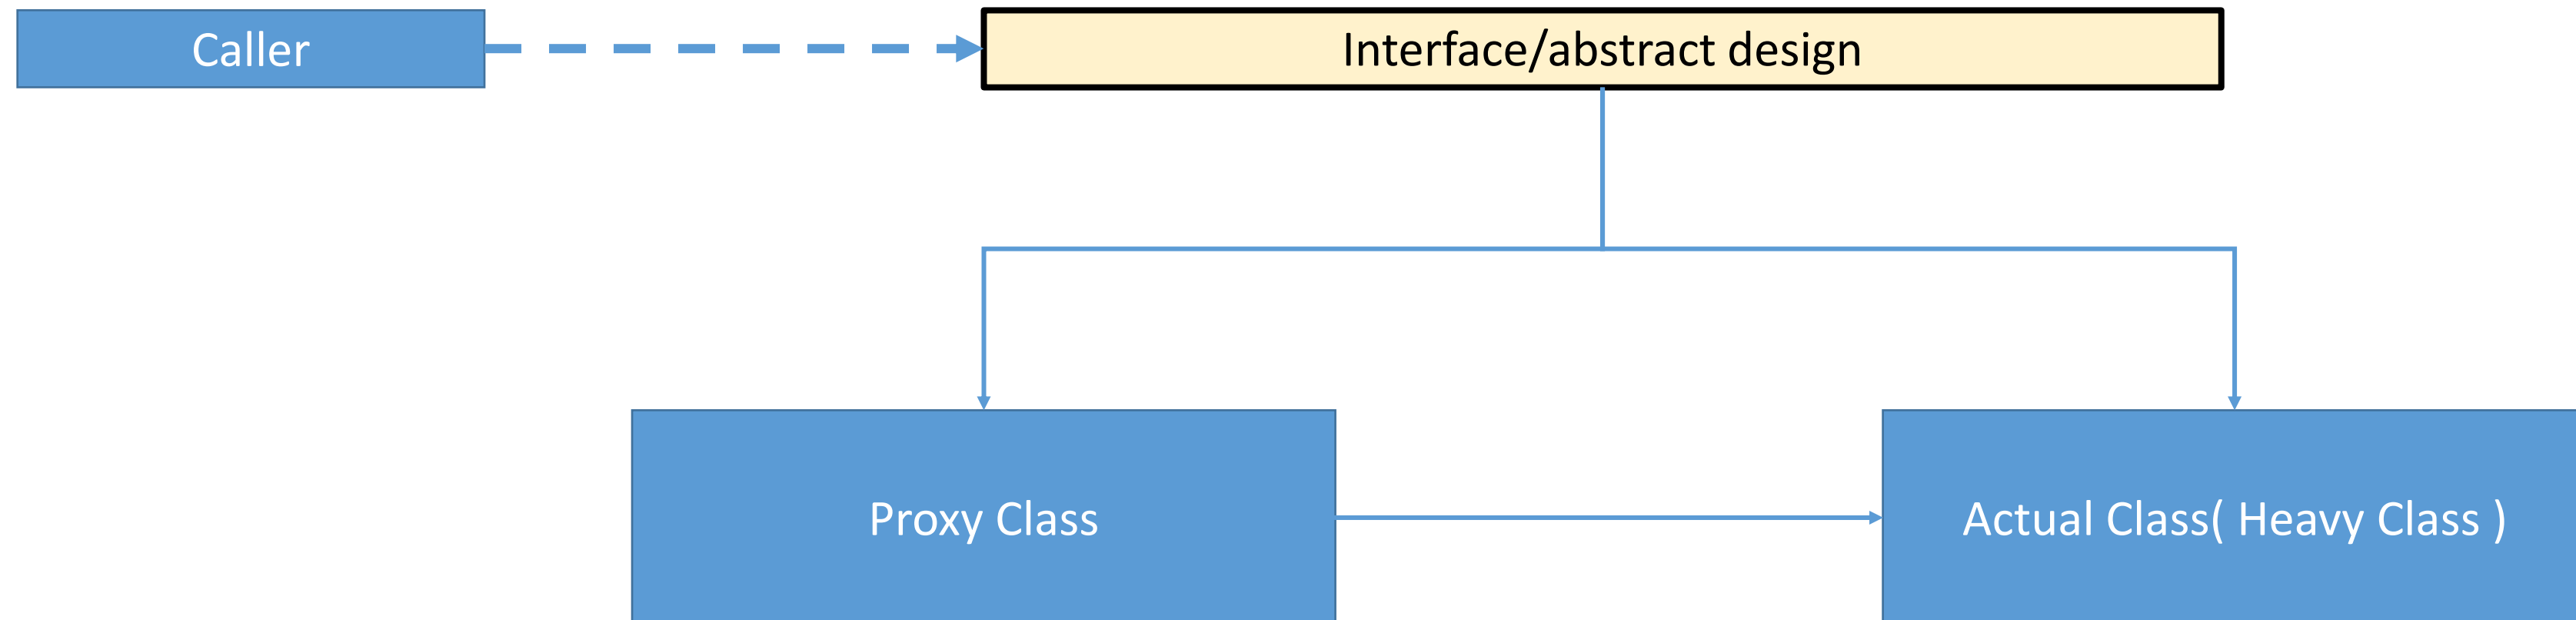 Caller
Interface/abstract design
Proxy Class
Actual Class( Heavy Class )